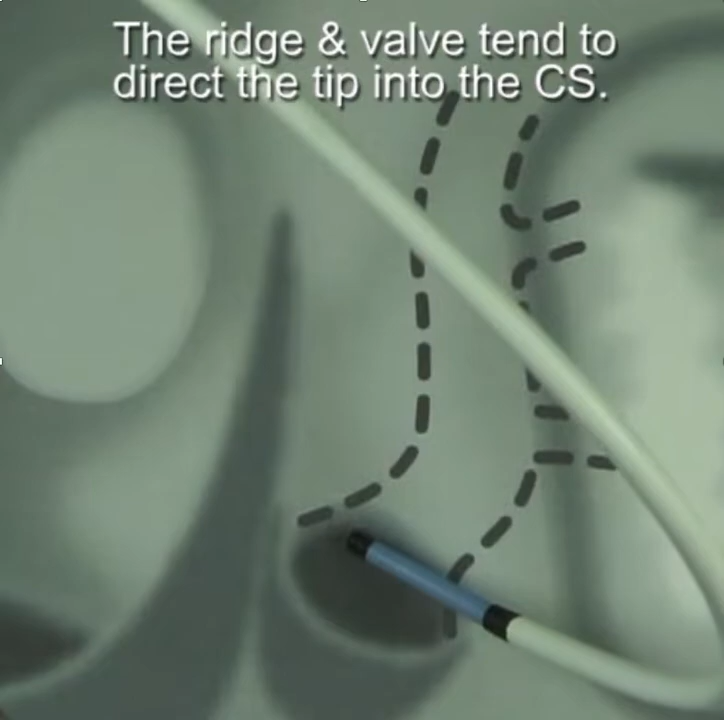 The ridge & valve tend to
direct the tip into the CS.